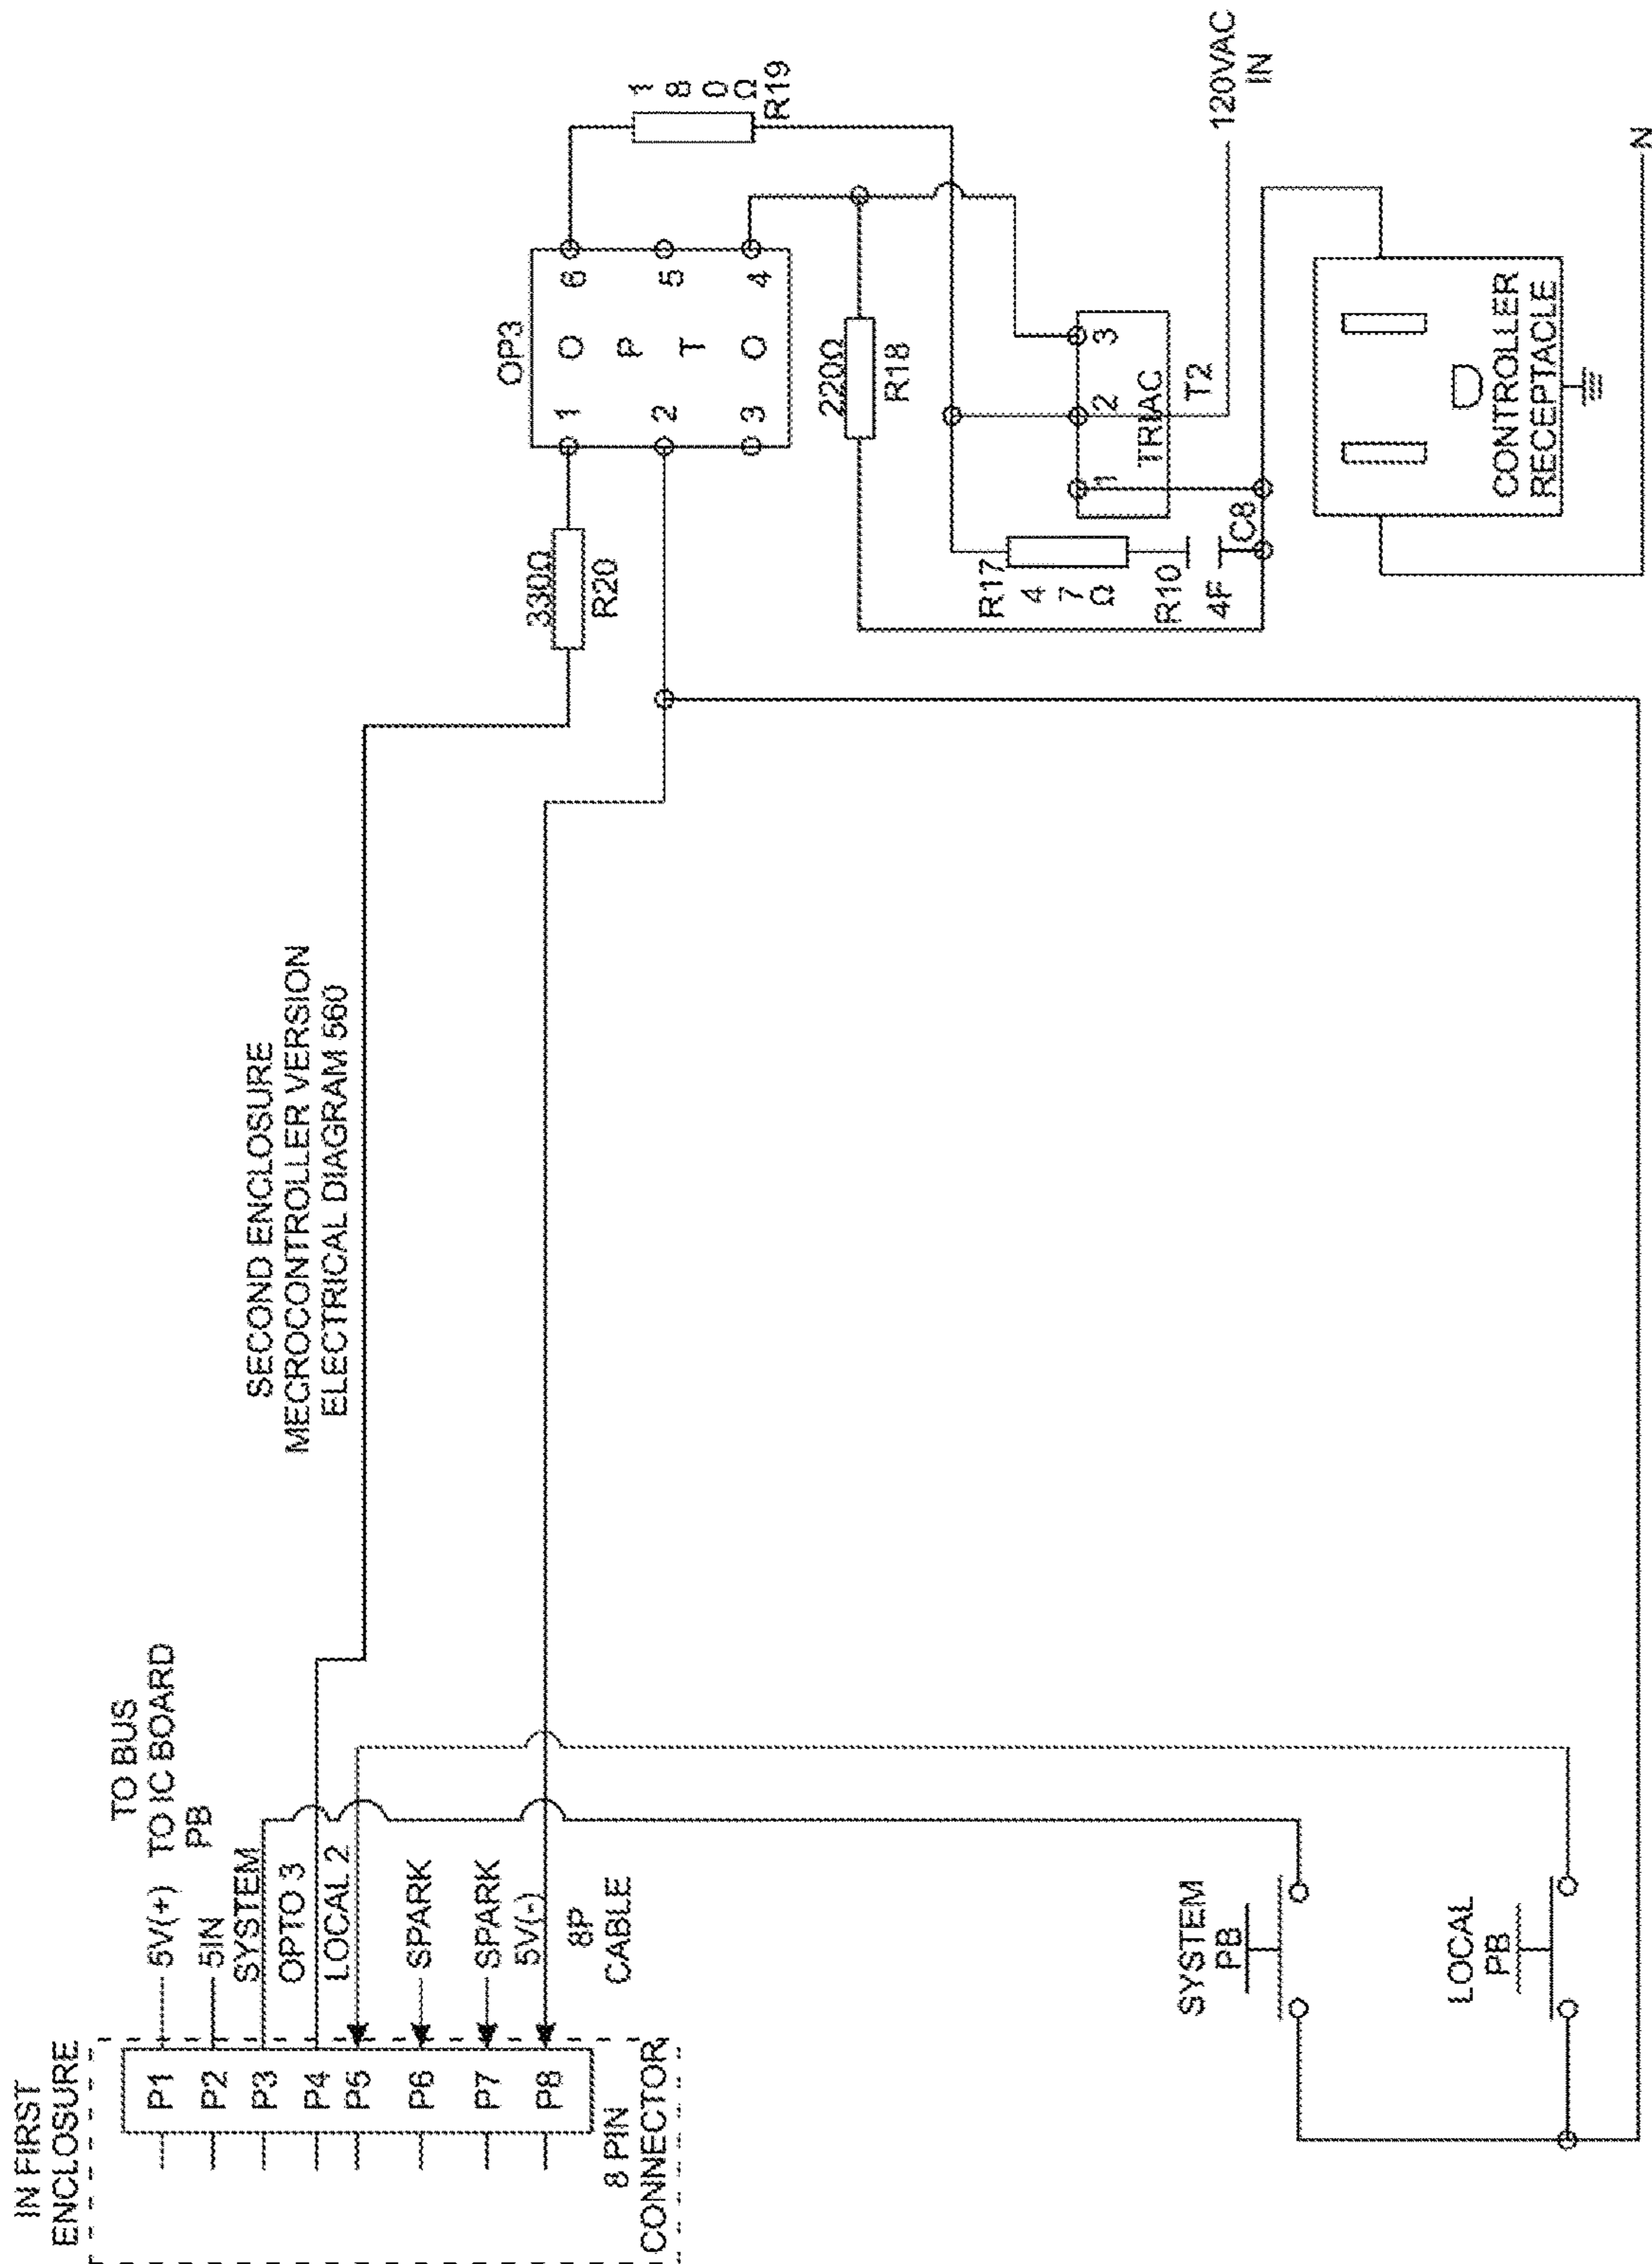 IN FIRST
ENCLOSURE
P1
P2
P3
P4
P5
P6
P7
P8
8 PIN
CONNECTOR
TO BUS
5V(+) TO IC BOARD
5IN PB
SYSTEM
OPTO 3
LOCAL 2
SPARK
SPARK
5V(-)
8P
CABLE
SYSTEM
PB
LOCAL
PB
SECOND ENCLOSURE
MECROCONTROLLER VERSION
ELECTRICAL DIAGRAM 560
330Ω
R20
OP3
1 O 6
2 P 5
T
3 O 4
180Ω
R19
220Ω
R18
R17
47Ω
R10
4F
C8
1 2 3
TRIAC
T2
120VAC
IN
CONTROLLER
RECEPTACLE
N